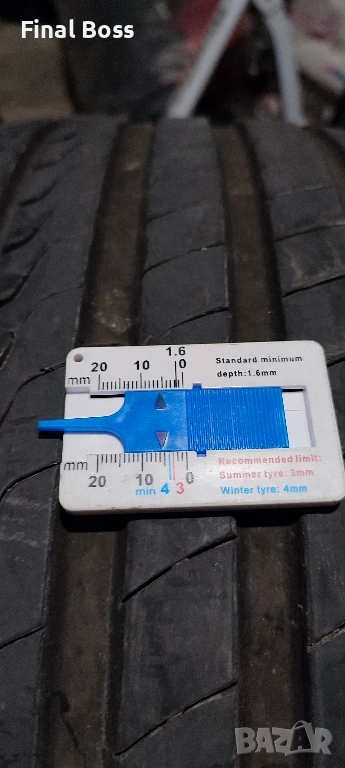 Final Boss
1.6
20 10 0
mm
Standard minimum
depth:1.6mm
mm
20 10 0
min 4 3
Recommended limit:
Summer tyre: 3mm
Winter tyre: 4mm
BAZAR